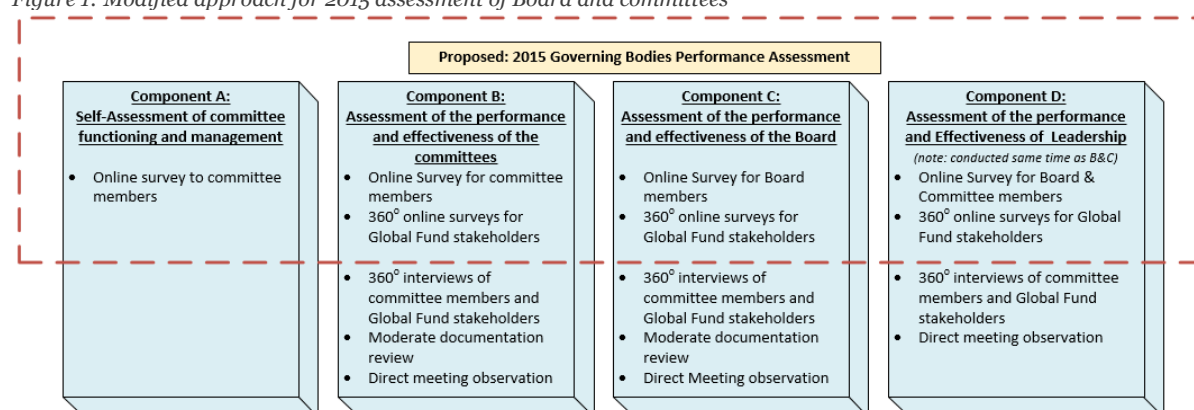 Figure 1: Modified approach for 2015 assessment of Board and committees
Proposed: 2015 Governing Bodies Performance Assessment
Component A:
Self-Assessment of committee
functioning and management
• Online survey to committee
members
Component B:
Assessment of the performance
and effectiveness of the
committees
• Online Survey for committee
members
• 360° online surveys for
Global Fund stakeholders
• 360° interviews of
committee members and
Global Fund stakeholders
• Moderate documentation
review
• Direct meeting observation
Component C:
Assessment of the performance
and effectiveness of the Board
• Online Survey for Board
members
• 360° online surveys for
Global Fund stakeholders
• 360° interviews of
committee members and
Global Fund stakeholders
• Moderate documentation
review
• Direct Meeting observation
Component D:
Assessment of the performance
and Effectiveness of Leadership
(note: conducted same time as B&C)
• Online Survey for Board &
Committee members
• 360° online surveys for Global
Fund stakeholders
• 360° interviews of committee
members and Global Fund
stakeholders
• Direct meeting observation